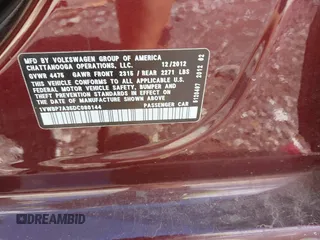 MFD. BY VOLKSWAGEN GROUP OF AMERICA
CHATTANOOGA OPERATIONS, LLC. 12/2012
GVWR 4475 GAWR FRONT 2315 / REAR 2271 LBS
THIS VEHICLE CONFORMS TO ALL APPLICABLE
FEDERAL MOTOR VEHICLE SAFETY, BUMPER AND
THEFT PREVENTION STANDARDS IN EFFECT ON THE
DATE OF MANUFACTURE SHOWN ABOVE.
PASSENGER CAR
DREAMBID